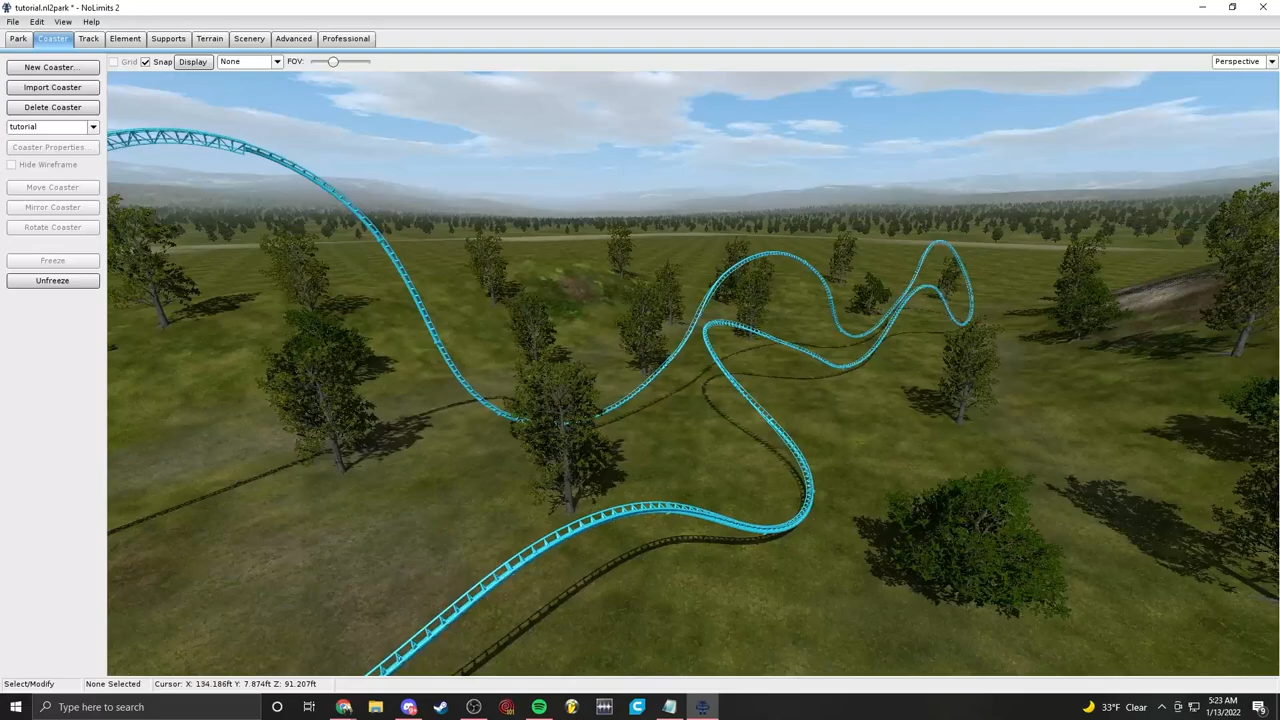 tutorial.nl2park * - NoLimits 2
File Edit View Help
Park Coaster Track Element Supports Terrain Scenery Advanced Professional
Grid Snap Display None FOV: Perspective
New Coaster...
Import Coaster
Delete Coaster
tutorial
Coaster Properties...
Hide Wireframe
Move Coaster
Mirror Coaster
Rotate Coaster
Freeze
Unfreeze
Select/Modify None Selected Cursor: X: 134.186ft Y: 7.874ft Z: 91.207ft
Type here to search
33°F Clear
5:23 AM
1/13/2022